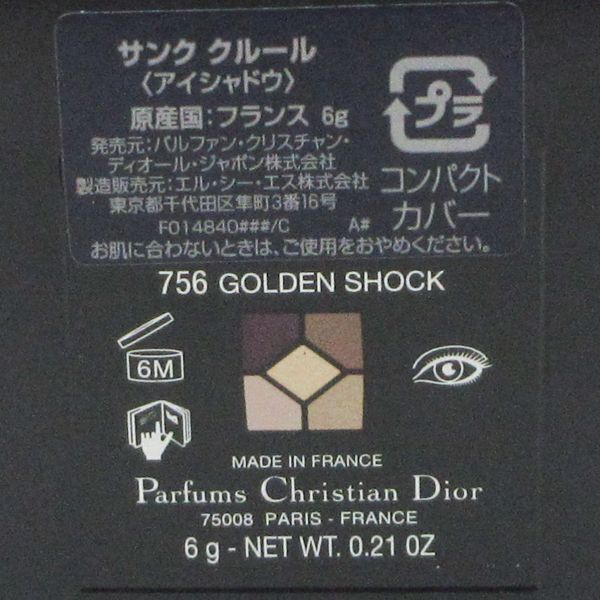 サンク クルール
〈アイシャドウ〉
原産国:フランス 6g
発売元:パルファン・クリスチャン・
ディオール・ジャポン株式会社
製造販売元:エル・シー・エス株式会社
東京都千代田区隼町3番16号
F014840###/C A#
お肌に合わないときは、ご使用をおやめください。
プラ
コンパクト
カバー
756 GOLDEN SHOCK
6M
MADE IN FRANCE
Parfums Christian Dior
75008 PARIS - FRANCE
6 g - NET WT. 0.21 OZ